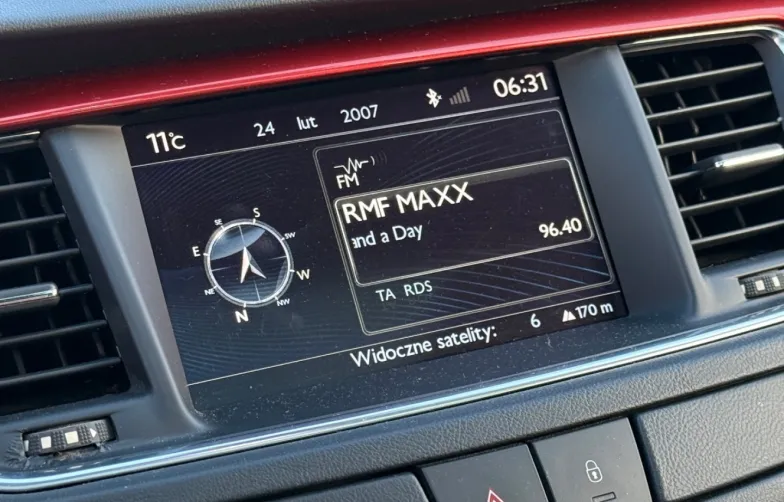 11°C 24 lut 2007 06:31
FM
RMF MAXX
and a Day
96.40
TA RDS
S
SE SW
E W
NE NW
N
Widoczne satelity: 6 170 m